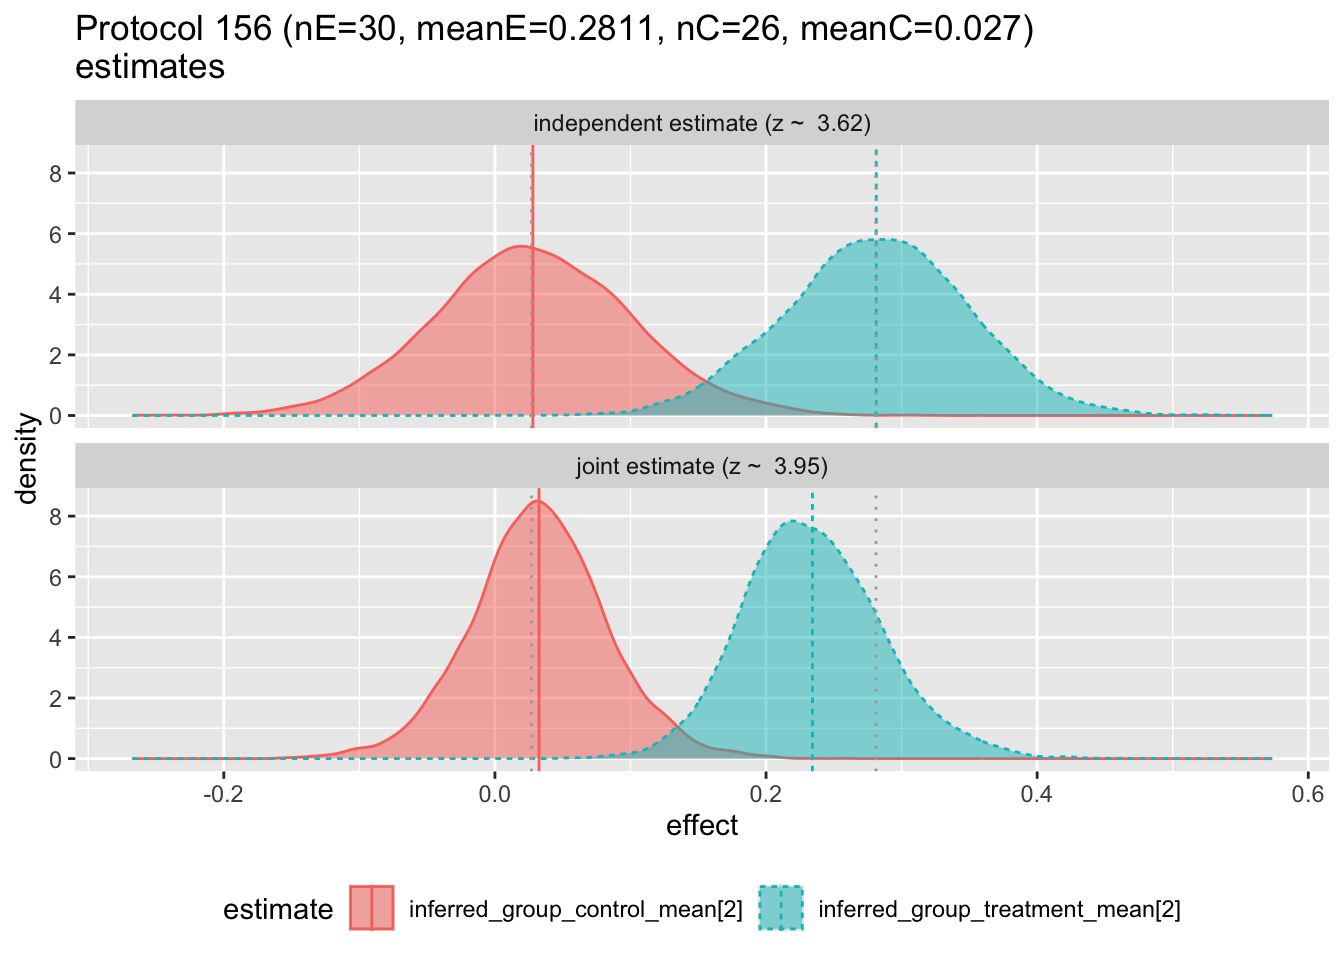 Protocol 156 (nE=30, meanE=0.2811, nC=26, meanC=0.027)
estimates
independent estimate (z ~  3.62)
8
6
4
2
0
density
joint estimate (z ~  3.95)
8
6
4
2
0
-0.2 0.0 0.2 0.4 0.6
effect
estimate inferred_group_control_mean[2] inferred_group_treatment_mean[2]